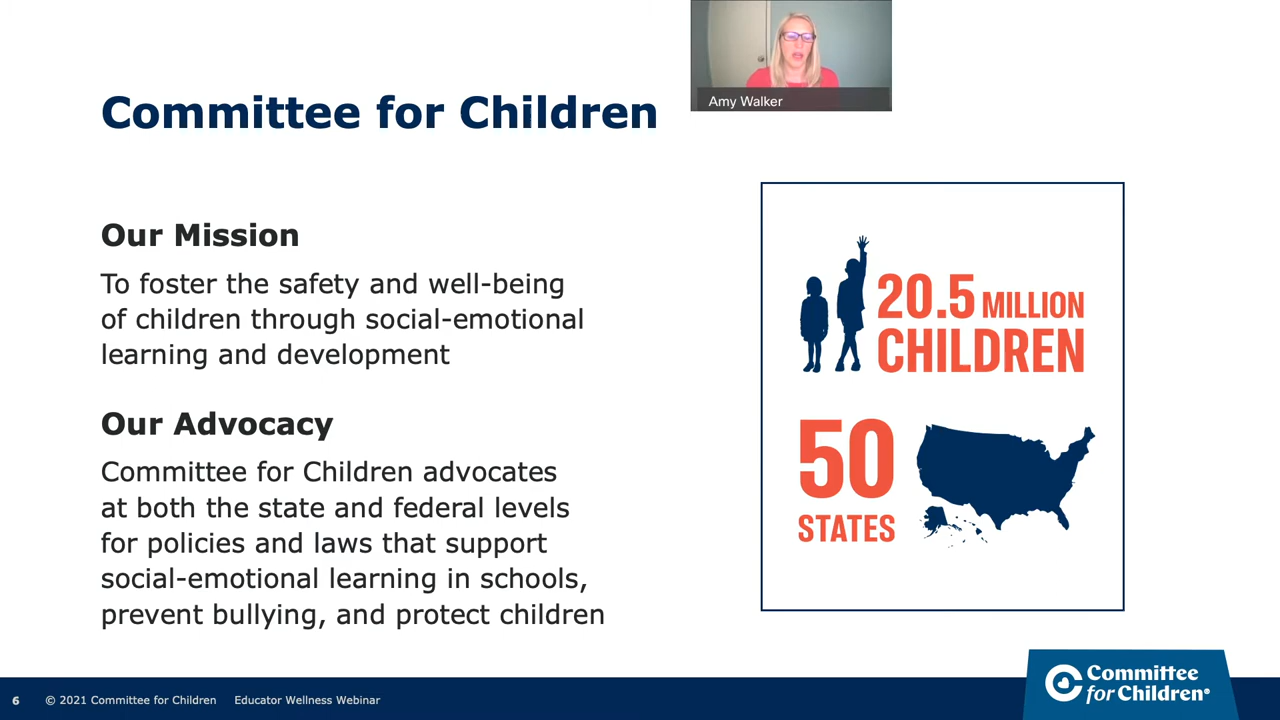 Amy Walker
Committee for Children
Our Mission
To foster the safety and well-being
of children through social-emotional
learning and development
Our Advocacy
Committee for Children advocates
at both the state and federal levels
for policies and laws that support
social-emotional learning in schools,
prevent bullying, and protect children
20.5 MILLION
CHILDREN
50
STATES
6 © 2021 Committee for Children Educator Wellness Webinar
Committee
for Children®